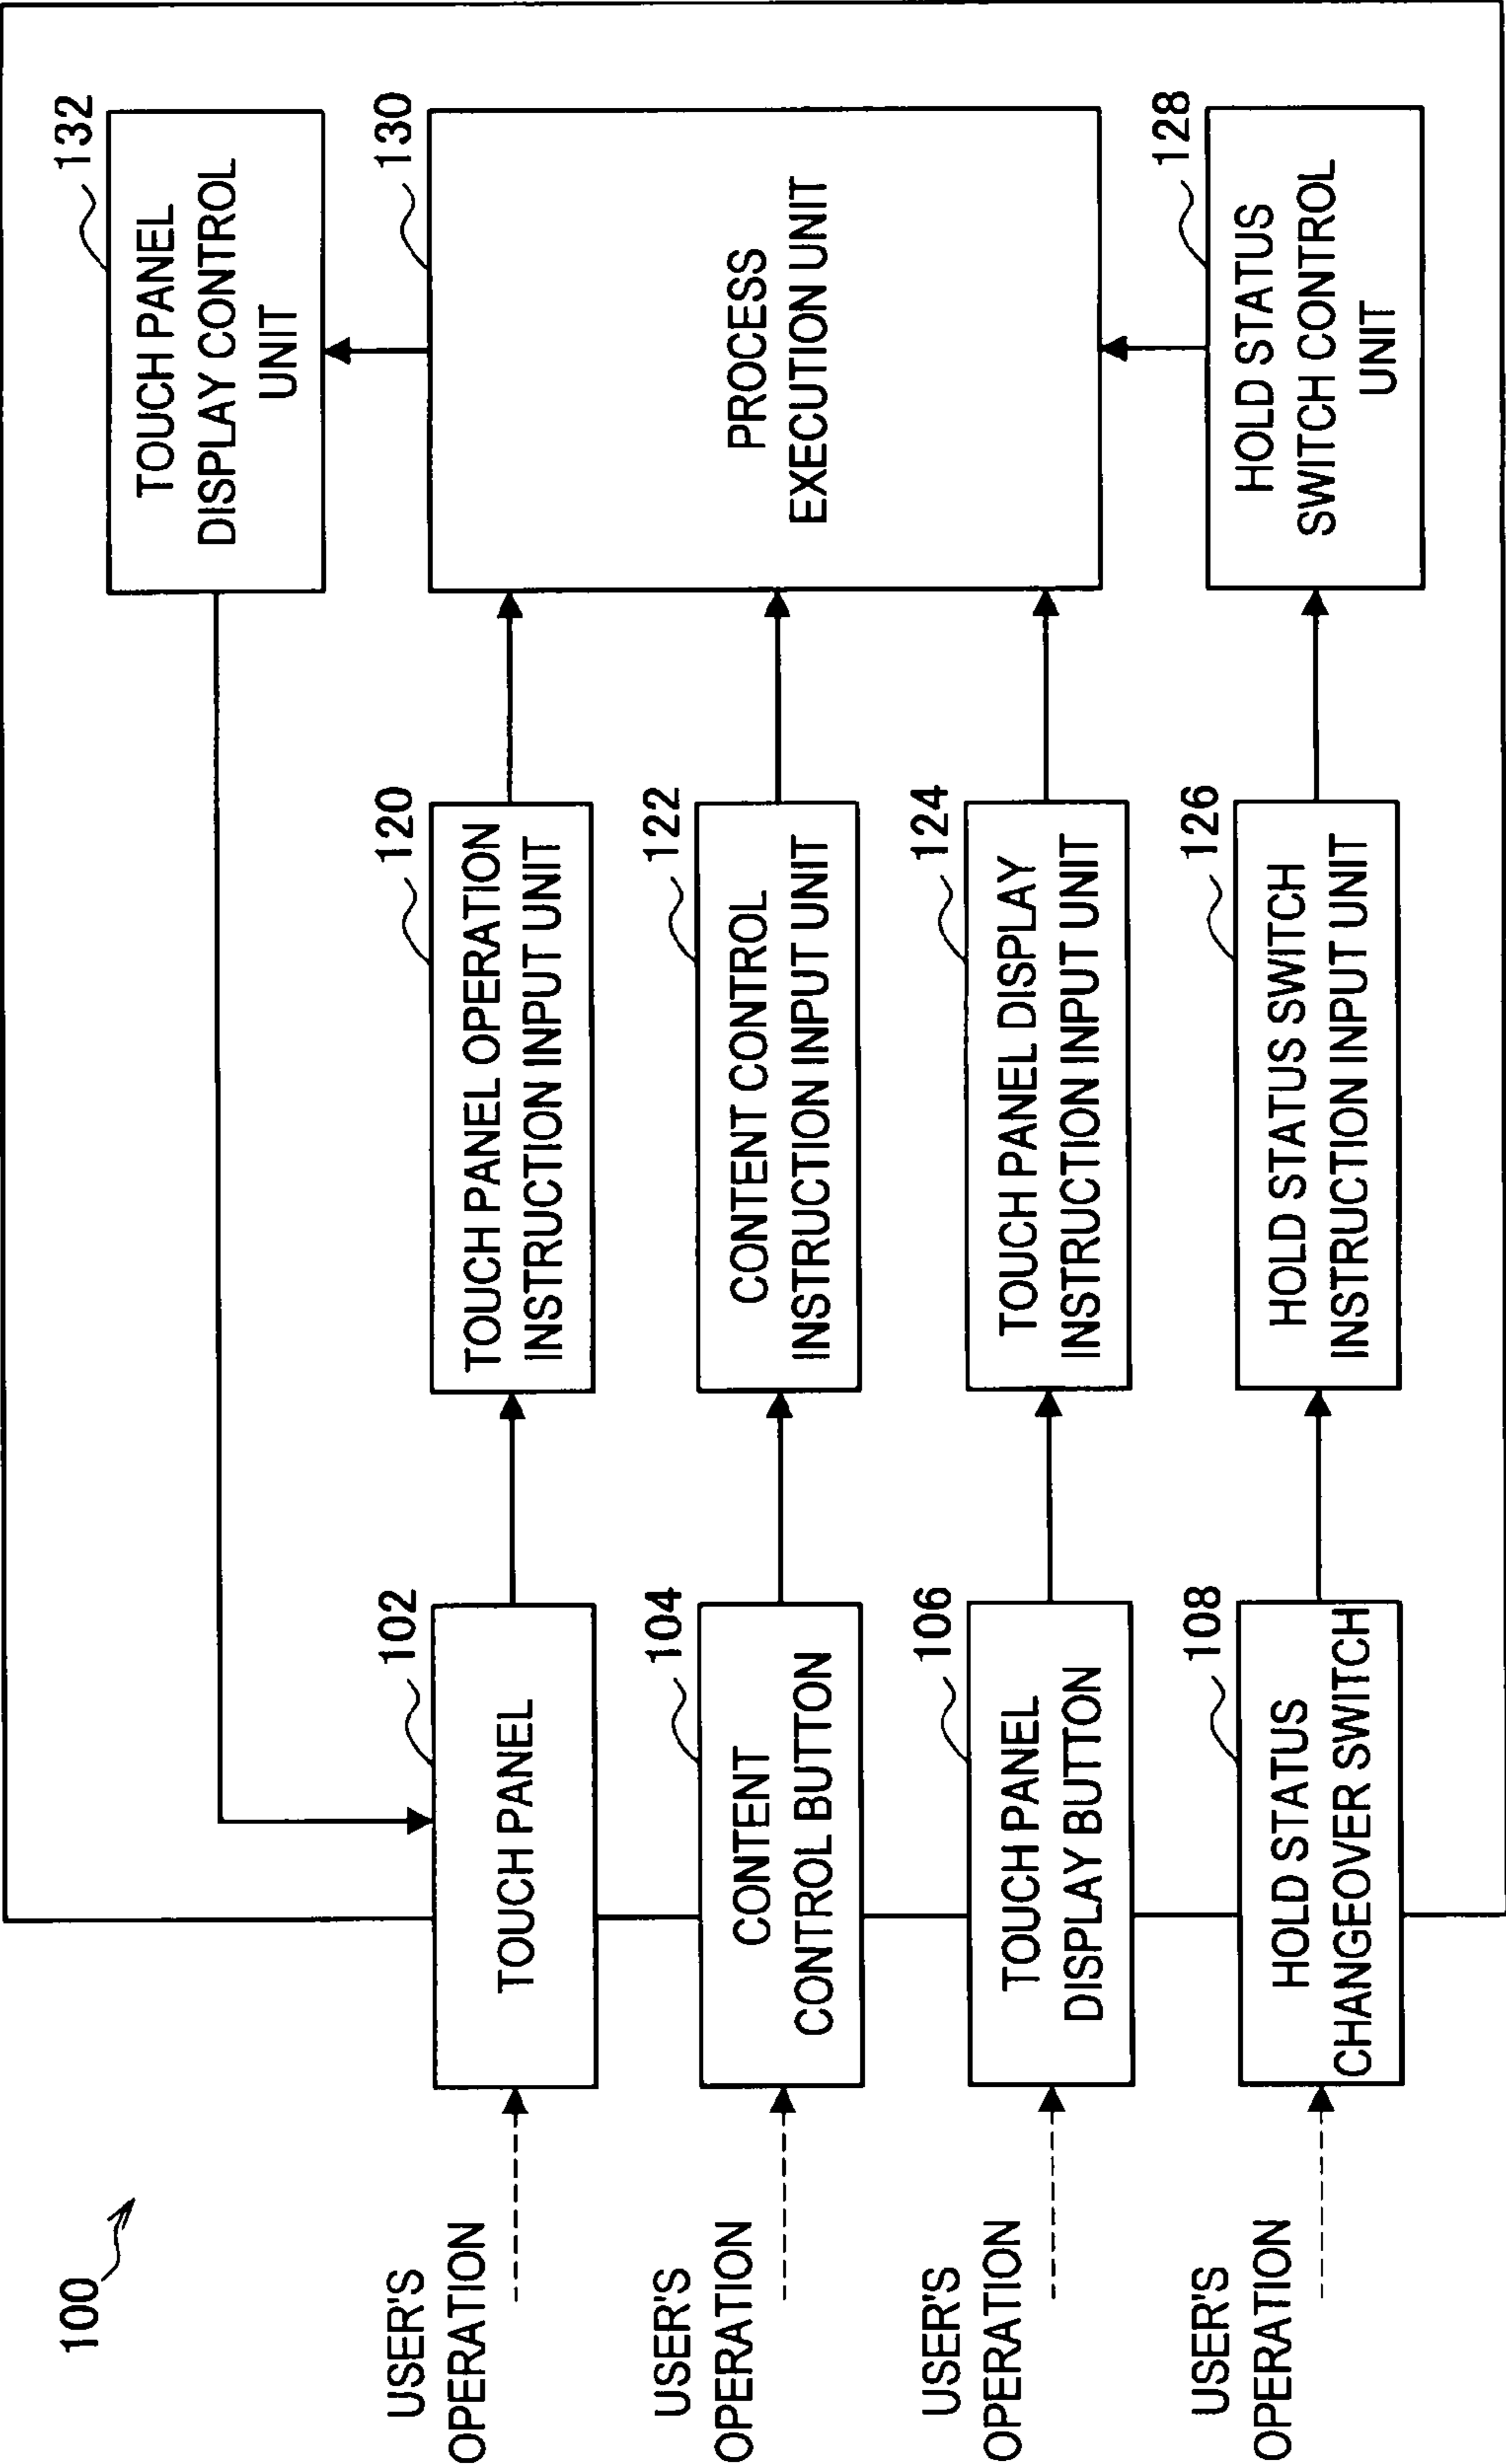 100
132
TOUCH PANEL
DISPLAY CONTROL
UNIT
USER'S
OPERATION
102
TOUCH PANEL
120
TOUCH PANEL OPERATION
INSTRUCTION INPUT UNIT
130
PROCESS
EXECUTION UNIT
USER'S
OPERATION
104
CONTENT
CONTROL BUTTON
122
CONTENT CONTROL
INSTRUCTION INPUT UNIT
USER'S
OPERATION
106
TOUCH PANEL
DISPLAY BUTTON
124
TOUCH PANEL DISPLAY
INSTRUCTION INPUT UNIT
USER'S
OPERATION
108
HOLD STATUS
CHANGEOVER SWITCH
126
HOLD STATUS SWITCH
INSTRUCTION INPUT UNIT
128
HOLD STATUS
SWITCH CONTROL
UNIT